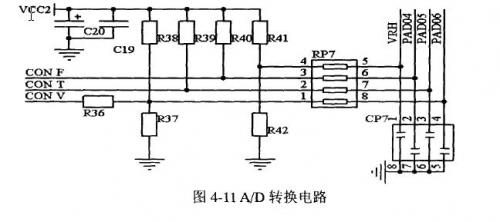 VCC2
C20
C19
R38
R39
R40
R41
RP7
VRH
PAD04
PAD05
PAD06
4
5
CON F
3
6
CON T
2
7
CON V
1
8
R36
R37
R42
CP7
1
2
3
4
8
7
6
5
图 4-11 A/D 转换电路